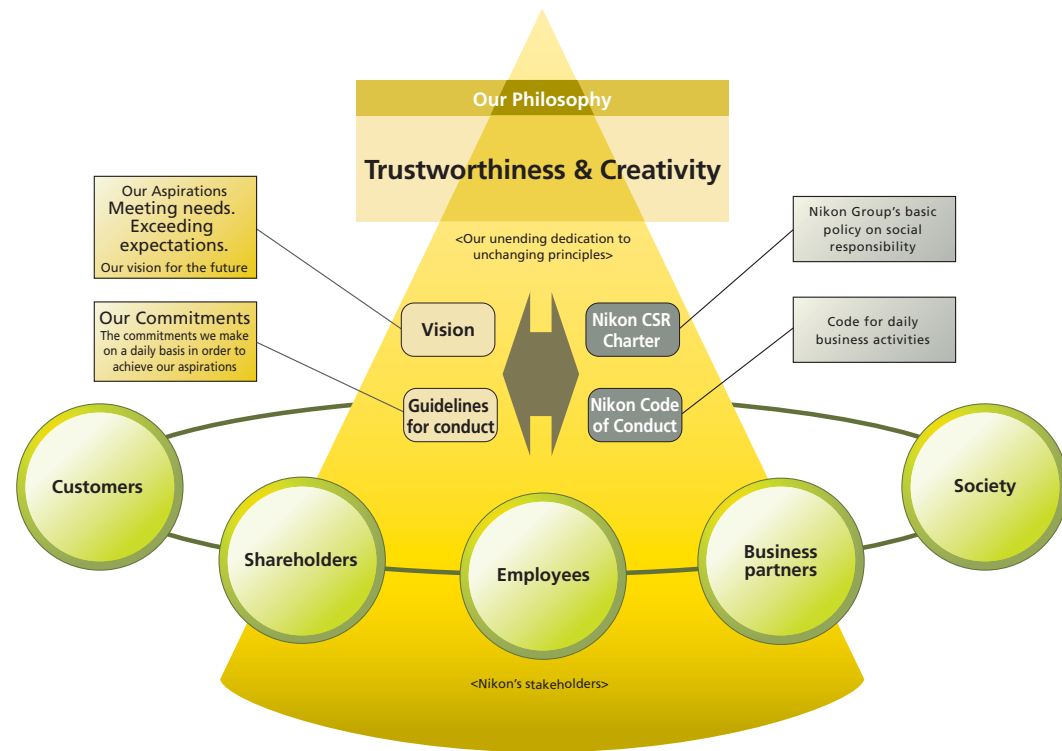 Our Philosophy
Trustworthiness & Creativity
<Our unending dedication to
unchanging principles>
Our Aspirations
Meeting needs.
Exceeding
expectations.
Our vision for the future
Our Commitments
The commitments we make
on a daily basis in order to
achieve our aspirations
Vision
Guidelines
for conduct
Nikon CSR
Charter
Nikon Code
of Conduct
Nikon Group's basic
policy on social
responsibility
Code for daily
business activities
Customers
Shareholders
Employees
Business
partners
Society
<Nikon's stakeholders>